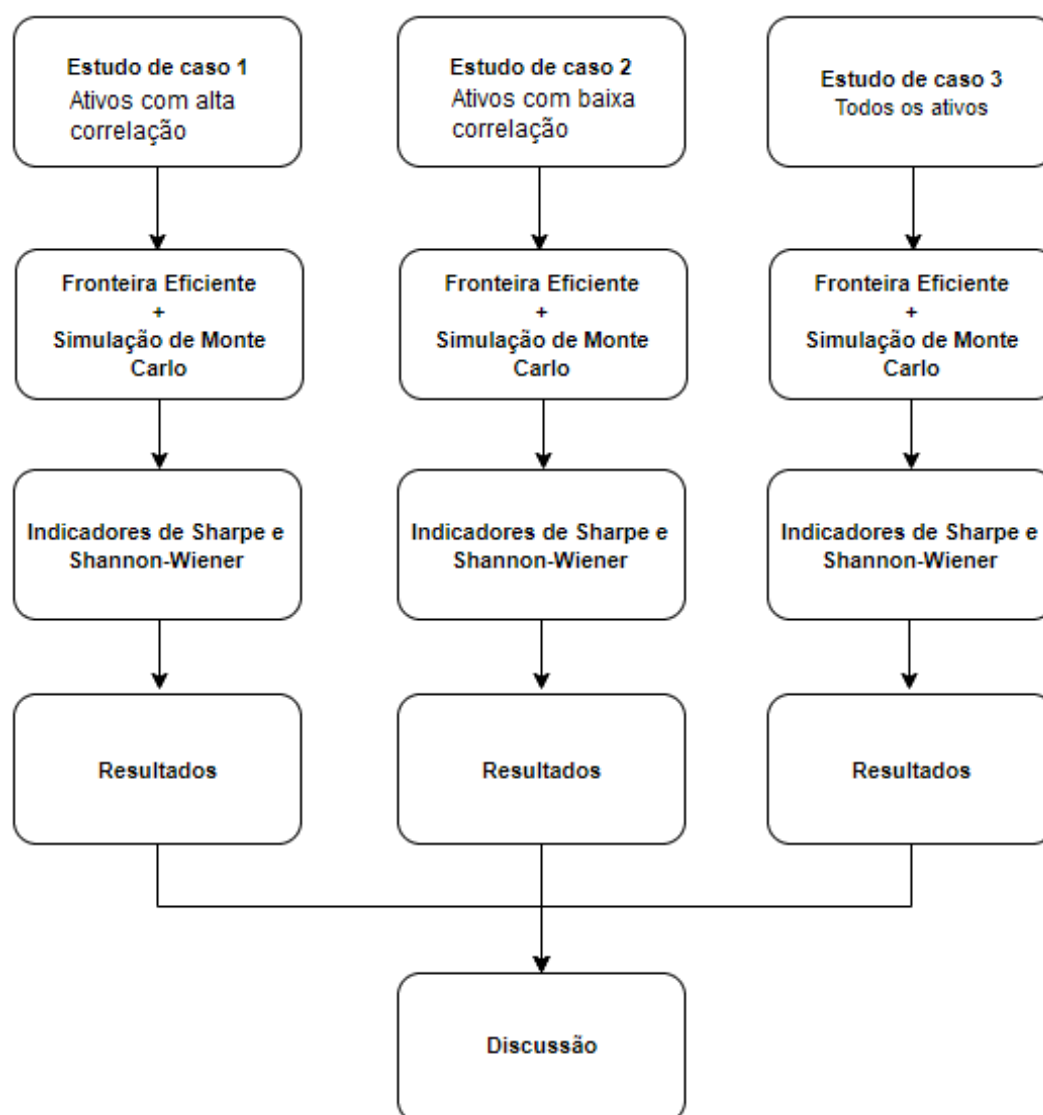 Estudo de caso 1
Ativos com alta
correlação
Estudo de caso 2
Ativos com baixa
correlação
Estudo de caso 3
Todos os ativos
Fronteira Eficiente
+
Simulação de Monte
Carlo
Fronteira Eficiente
+
Simulação de Monte
Carlo
Fronteira Eficiente
+
Simulação de Monte
Carlo
Indicadores de Sharpe e
Shannon-Wiener
Indicadores de Sharpe e
Shannon-Wiener
Indicadores de Sharpe e
Shannon-Wiener
Resultados
Resultados
Resultados
Discussão